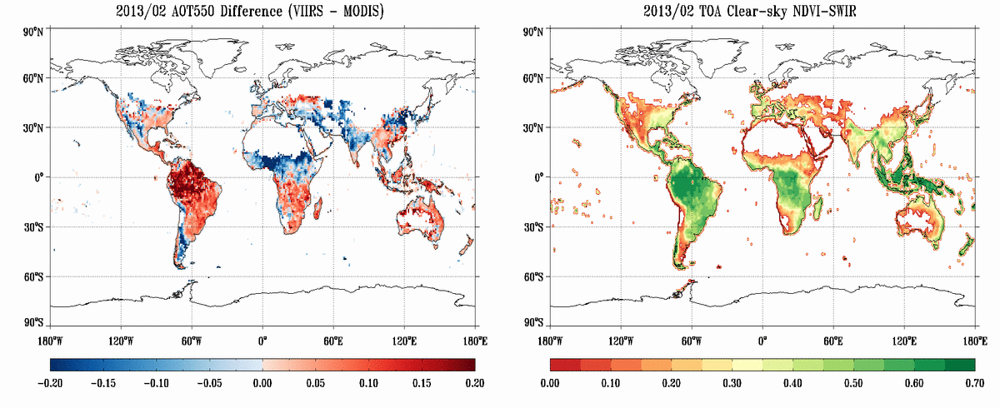 2013/02 AOT550 Difference (VIIRS - MODIS)
90°N
60°N
30°N
0°
30°S
60°S
90°S
180°W 120°W 60°W 0° 60°E 120°E 180°E
-0.20 -0.15 -0.10 -0.05 0.00 0.05 0.10 0.15 0.20
2013/02 TOA Clear-sky NDVI-SWIR
90°N
60°N
30°N
0°
30°S
60°S
90°S
180°W 120°W 60°W 0° 60°E 120°E 180°E
0.00 0.10 0.20 0.30 0.40 0.50 0.60 0.70